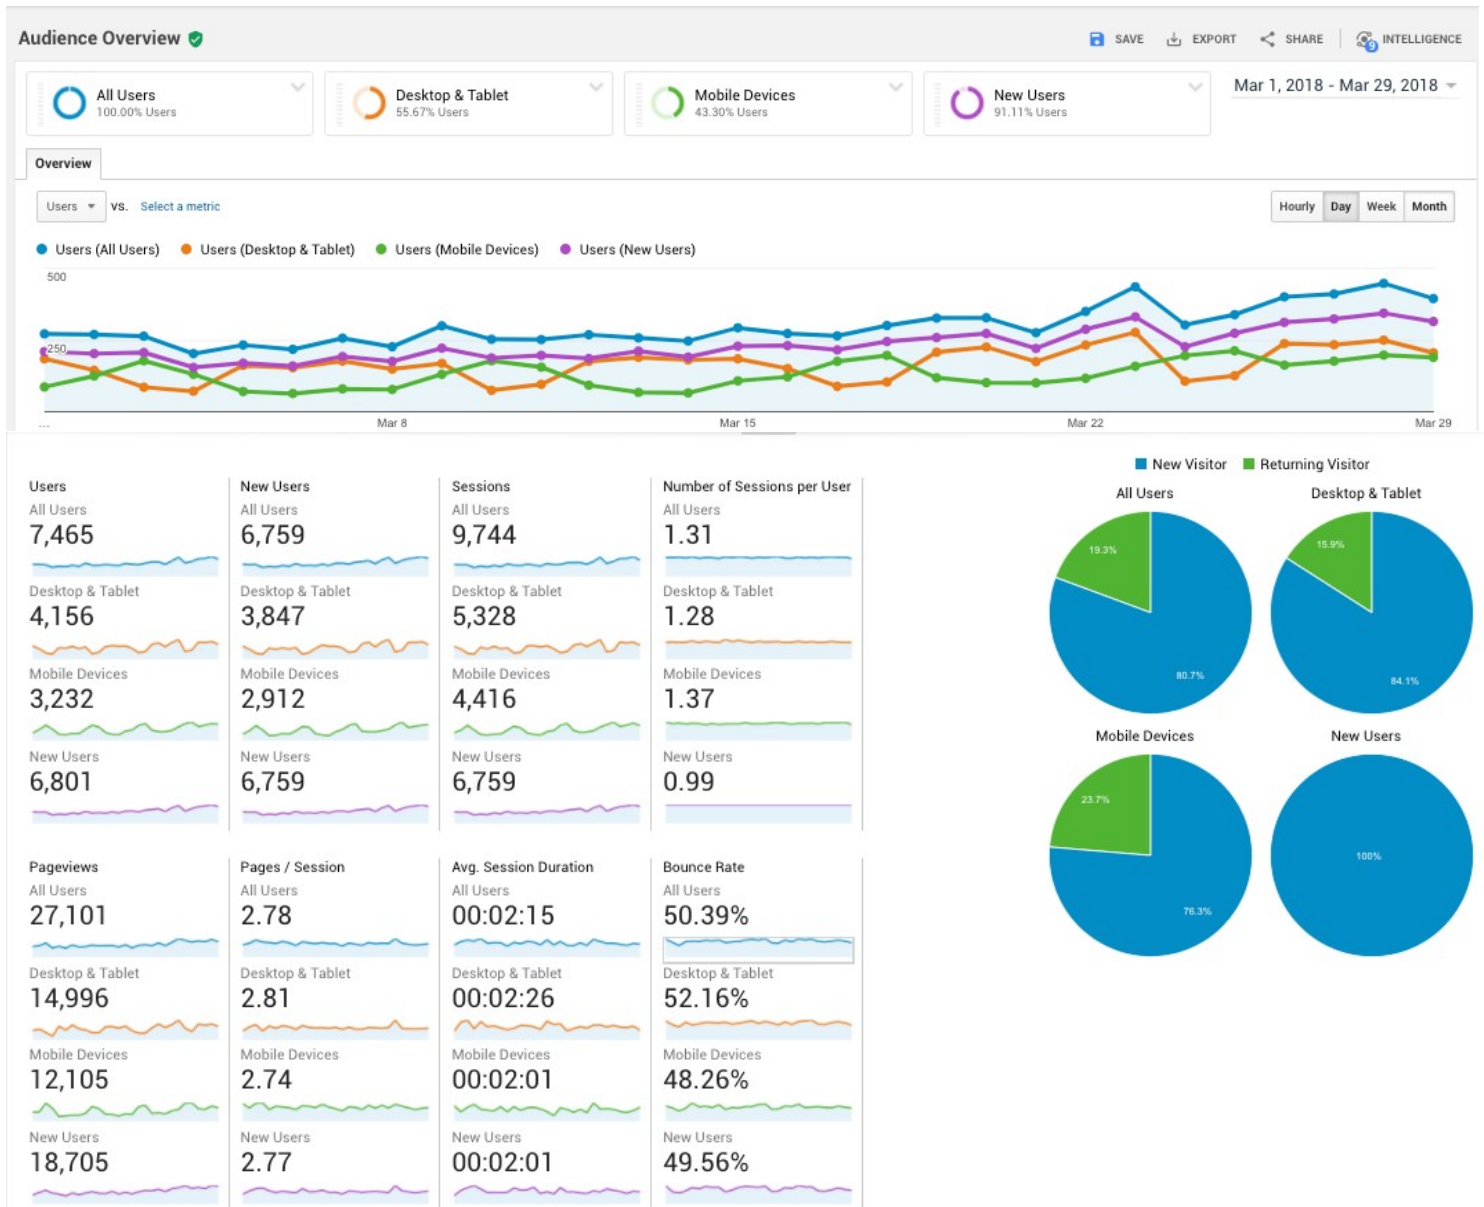 Audience Overview
SAVE EXPORT SHARE 9 INTELLIGENCE
All Users
100.00% Users
Desktop & Tablet
55.67% Users
Mobile Devices
43.30% Users
New Users
91.11% Users
Mar 1, 2018 - Mar 29, 2018
Overview
Users VS. Select a metric
Hourly Day Week Month
Users (All Users) Users (Desktop & Tablet) Users (Mobile Devices) Users (New Users)
500
250
... Mar 8 Mar 15 Mar 22 Mar 29
Users
All Users
7,465
Desktop & Tablet
4,156
Mobile Devices
3,232
New Users
6,801
New Users
All Users
6,759
Desktop & Tablet
3,847
Mobile Devices
2,912
New Users
6,759
Sessions
All Users
9,744
Desktop & Tablet
5,328
Mobile Devices
4,416
New Users
6,759
Number of Sessions per User
All Users
1.31
Desktop & Tablet
1.28
Mobile Devices
1.37
New Users
0.99
Pageviews
All Users
27,101
Desktop & Tablet
14,996
Mobile Devices
12,105
New Users
18,705
Pages / Session
All Users
2.78
Desktop & Tablet
2.81
Mobile Devices
2.74
New Users
2.77
Avg. Session Duration
All Users
00:02:15
Desktop & Tablet
00:02:26
Mobile Devices
00:02:01
New Users
00:02:01
Bounce Rate
All Users
50.39%
Desktop & Tablet
52.16%
Mobile Devices
48.26%
New Users
49.56%
New Visitor Returning Visitor
All Users
19.3%
80.7%
Desktop & Tablet
15.9%
84.1%
Mobile Devices
23.7%
76.3%
New Users
100%